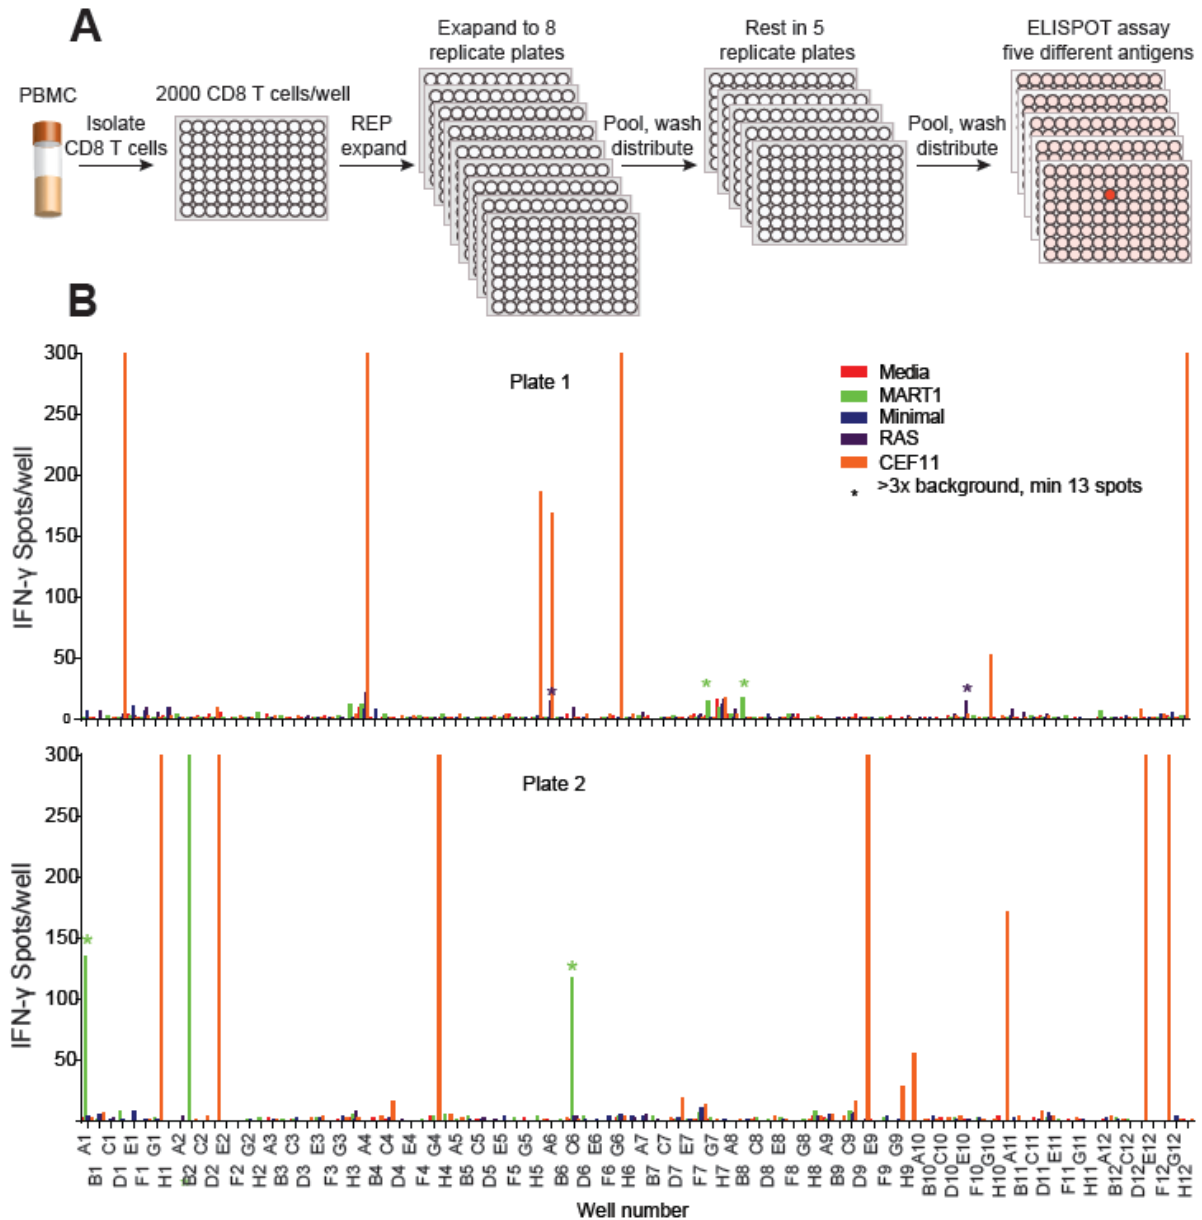 A
PBMC
Isolate
CD8 T cells
2000 CD8 T cells/well
REP
expand
Exapand to 8
replicate plates
Pool, wash
distribute
Rest in 5
replicate plates
Pool, wash
distribute
ELISPOT assay
five different antigens
B
IFN-γ Spots/well
300
250
200
150
100
50
0
Plate 1
Media
MART1
Minimal
RAS
CEF11
* >3x background, min 13 spots
* * * *
IFN-γ Spots/well
300
250
200
150
100
50
Plate 2
* *
A1 C1 E1 G1 A2 B2 C2 E2 G2 A3 C3 E3 G3 A4 C4 E4 G4 A5 C5 E5 G5 A6 C6 E6 G6 A7 C7 E7 G7 A8 C8 E8 G8 A9 C9 E9 G9 A10 C10 E10 G10 A11 C11 E11 G11 A12 C12 E12 G12
B1 D1 F1 H1 D2 F2 H2 B3 D3 F3 H3 B4 D4 F4 H4 B5 D5 F5 H5 B6 D6 F6 H6 B7 D7 F7 H7 B8 D8 F8 H8 B9 D9 F9 H9 B10 D10 F10 H10 B11 D11 F11 H11 B12 D12 F12 H12
Well number